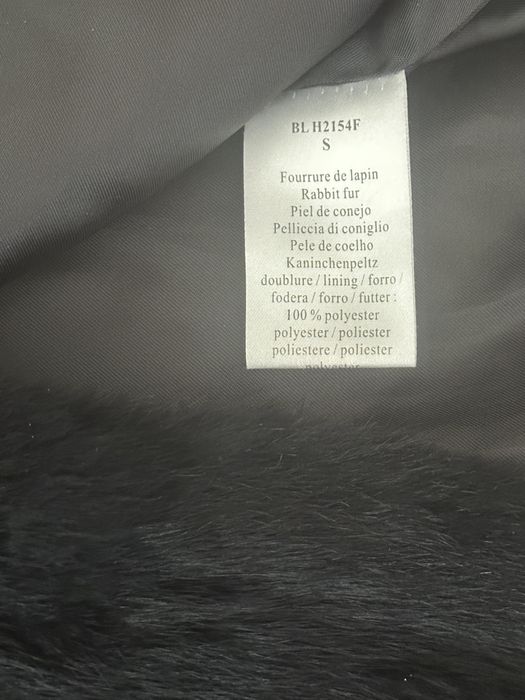 BL H2154F
S
Fourrure de lapin
Rabbit fur
Piel de conejo
Pelliccia di coniglio
Pele de coelho
Kaninchenpeltz
doublure / lining / forro /
fodera / forro / futter :
100 % polyester
polyester / poliester
poliestere / poliester
polyester